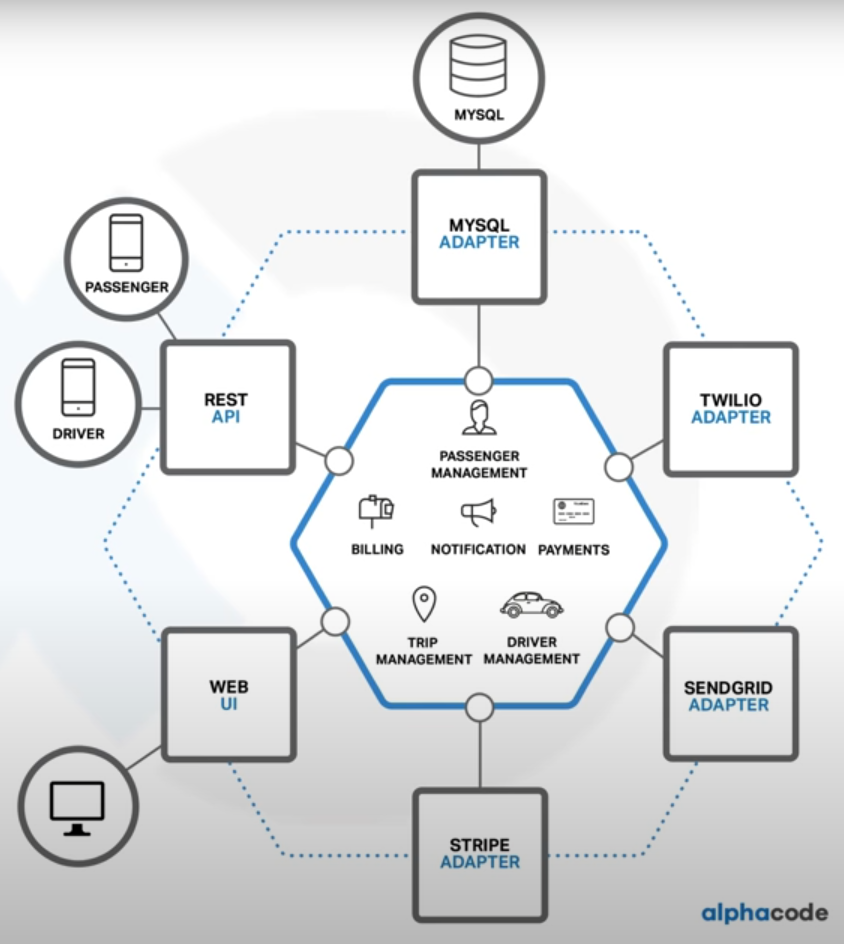 MYSQL
MYSQL
ADAPTER
PASSENGER
DRIVER
REST
API
TWILIO
ADAPTER
PASSENGER
MANAGEMENT
BILLING
NOTIFICATION
PAYMENTS
TRIP
MANAGEMENT
DRIVER
MANAGEMENT
WEB
UI
SENDGRID
ADAPTER
STRIPE
ADAPTER
alphacode